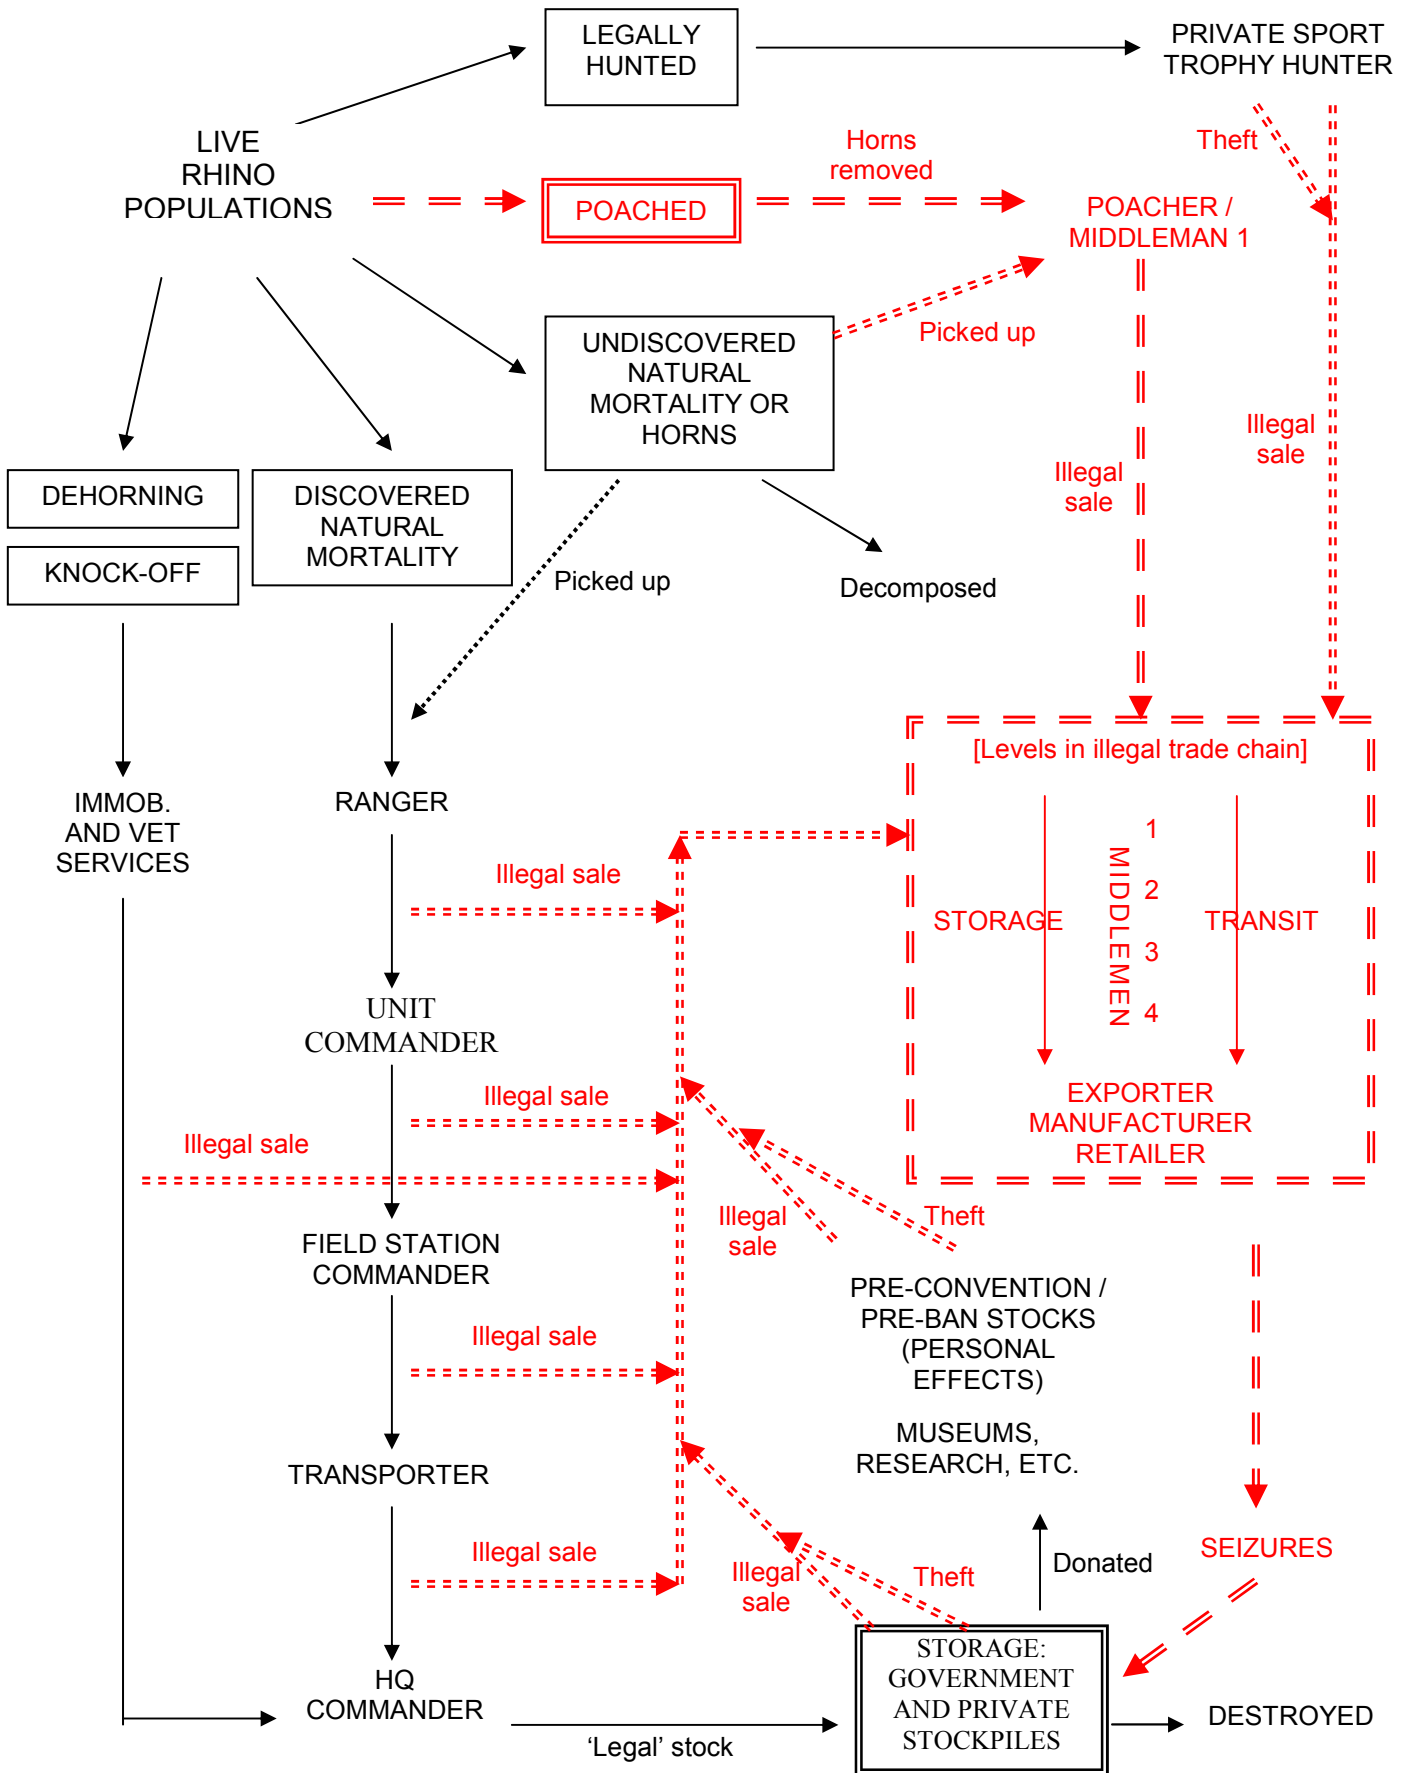 LEGALLY
HUNTED
PRIVATE SPORT
TROPHY HUNTER
LIVE
RHINO
POPULATIONS
Horns
removed
Theft
POACHED
POACHER /
MIDDLEMAN 1
UNDISCOVERED
NATURAL
MORTALITY OR
HORNS
Picked up
Illegal
sale
Illegal
sale
DEHORNING
KNOCK-OFF
DISCOVERED
NATURAL
MORTALITY
Picked up
Decomposed
[Levels in illegal trade chain]
IMMOB.
AND VET
SERVICES
RANGER
1
2
3
4
MIDDLEMEN
STORAGE
TRANSIT
Illegal sale
UNIT
COMMANDER
EXPORTER
MANUFACTURER
RETAILER
Illegal sale
Illegal sale
Illegal
sale
Theft
FIELD STATION
COMMANDER
PRE-CONVENTION /
PRE-BAN STOCKS
(PERSONAL
EFFECTS)
Illegal sale
MUSEUMS,
RESEARCH, ETC.
TRANSPORTER
Illegal sale
Illegal
sale
Theft
Donated
SEIZURES
HQ
COMMANDER
STORAGE:
GOVERNMENT
AND PRIVATE
STOCKPILES
DESTROYED
‘Legal’ stock